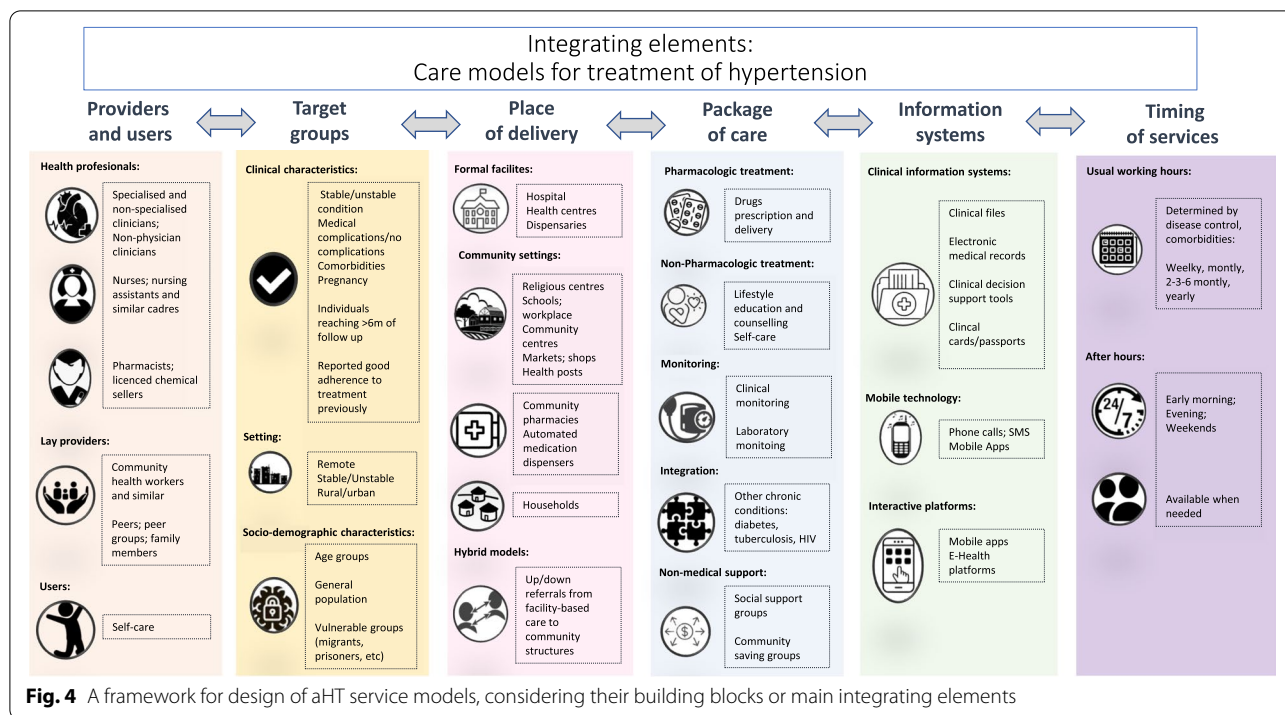 Integrating elements:
Care models for treatment of hypertension
Providers
and users
Target
groups
Place
of delivery
Package
of care
Information
systems
Timing
of services
Health profesionals:
Specialised and
non-specialised
clinicians;
Non-physician
clinicians
Nurses; nursing
assistants and
similar cadres
Pharmacists;
licenced chemical
sellers
Lay providers:
Community
health workers
and similar
Peers; peer
groups; family
members
Users:
Self-care
Clinical characteristics:
Stable/unstable
condition
Medical
complications/no
complications
Comorbidities
Pregnancy
Individuals
reaching >6m of
follow up
Reported good
adherence to
treatment
previously
Setting:
Remote
Stable/Unstable
Rural/urban
Socio-demographic characteristics:
Age groups
General
population
Vulnerable groups
(migrants,
prisoners, etc)
Formal facilites:
Hospital
Health centres
Dispensaries
Community settings:
Religious centres
Schools;
workplace
Community
centres
Markets; shops
Health posts
Community
pharmacies
Automated
medication
dispensers
Households
Hybrid models:
Up/down
referrals from
facility-based
care to
community
structures
Pharmacologic treatment:
Drugs
prescription and
delivery
Non-Pharmacologic treatment:
Lifestyle
education and
counselling
Self-care
Monitoring:
Clinical
monitoring
Laboratory
monitoing
Integration:
Other chronic
conditions:
diabetes,
tuberculosis, HIV
Non-medical support:
$
Social support
groups
Community
saving groups
Clinical information systems:
Clinical files
Electronic
medical records
Clinical decision
support tools
Clincal
cards/passports
Mobile technology:
Phone calls; SMS
Mobile Apps
Interactive platforms:
Mobile apps
E-Health
platforms
Usual working hours:
Determined by
disease control,
comorbidities:
Weelky, montly,
2-3-6 montly,
yearly
After hours:
24/7
Early morning;
Evening;
Weekends
Available when
needed
Fig. 4 A framework for design of aHT service models, considering their building blocks or main integrating elements